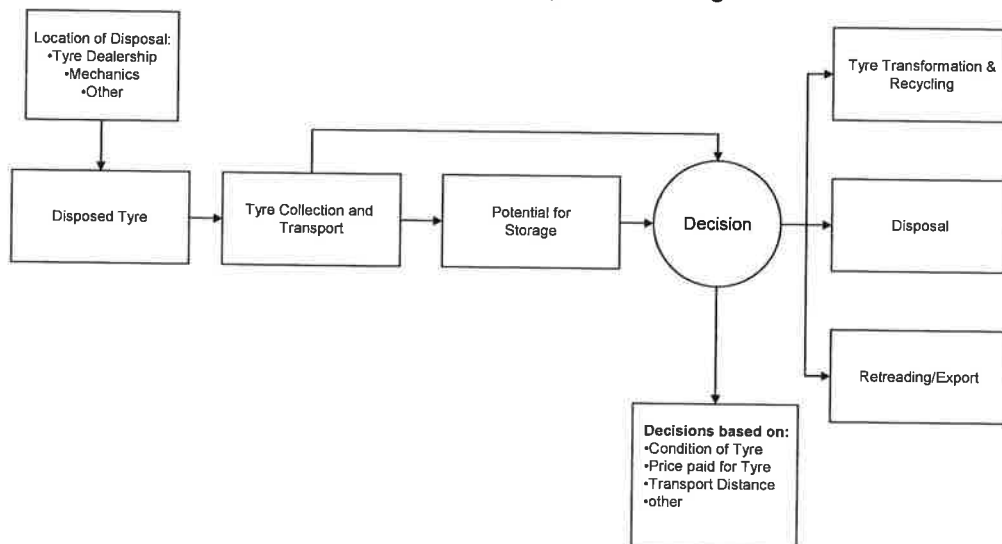 Location of Disposal:
•Tyre Dealership
•Mechanics
•Other
Disposed Tyre
Tyre Collection and
Transport
Potential for
Storage
Decision
Tyre Transformation &
Recycling
Disposal
Retreading/Export
Decisions based on:
•Condition of Tyre
•Price paid for Tyre
•Transport Distance
•other